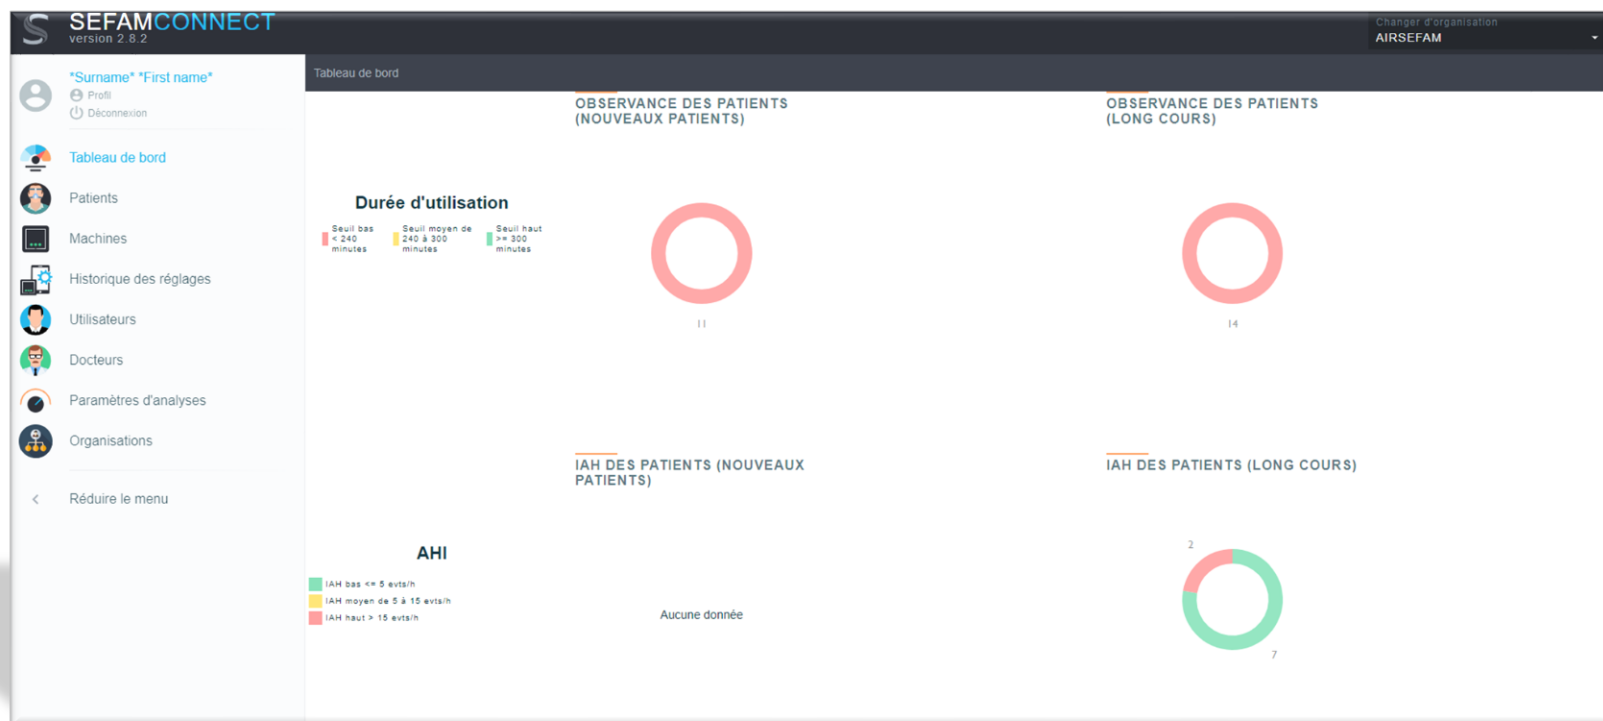 SEFAMCONNECT
version 2.8.2
Changer d'organisation
AIRSEFAM
*Surname* *First name*
Profil
Déconnexion
Tableau de bord
Patients
Machines
Historique des réglages
Utilisateurs
Docteurs
Paramètres d'analyses
Organisations
Réduire le menu
Tableau de bord
OBSERVANCE DES PATIENTS
(NOUVEAUX PATIENTS)
OBSERVANCE DES PATIENTS
(LONG COURS)
Durée d'utilisation
Seuil bas
< 240
minutes
Seuil moyen de
240 à 300
minutes
Seuil haut
>= 300
minutes
11
14
IAH DES PATIENTS (NOUVEAUX
PATIENTS)
IAH DES PATIENTS (LONG COURS)
AHI
IAH bas <= 5 evts/h
IAH moyen de 5 à 15 evts/h
IAH haut > 15 evts/h
Aucune donnée
2
7